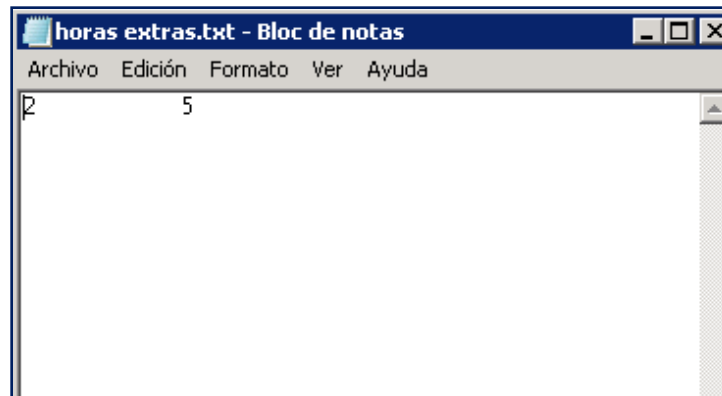 horas extras.txt - Bloc de notas
Archivo Edición Formato Ver Ayuda
2 5